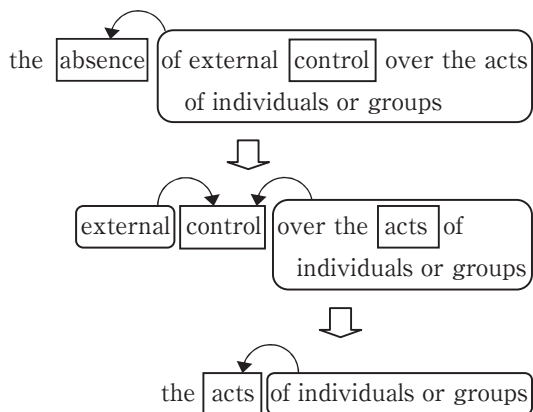 the absence of external control over the acts
of individuals or groups
external control over the acts of
individuals or groups
the acts of individuals or groups